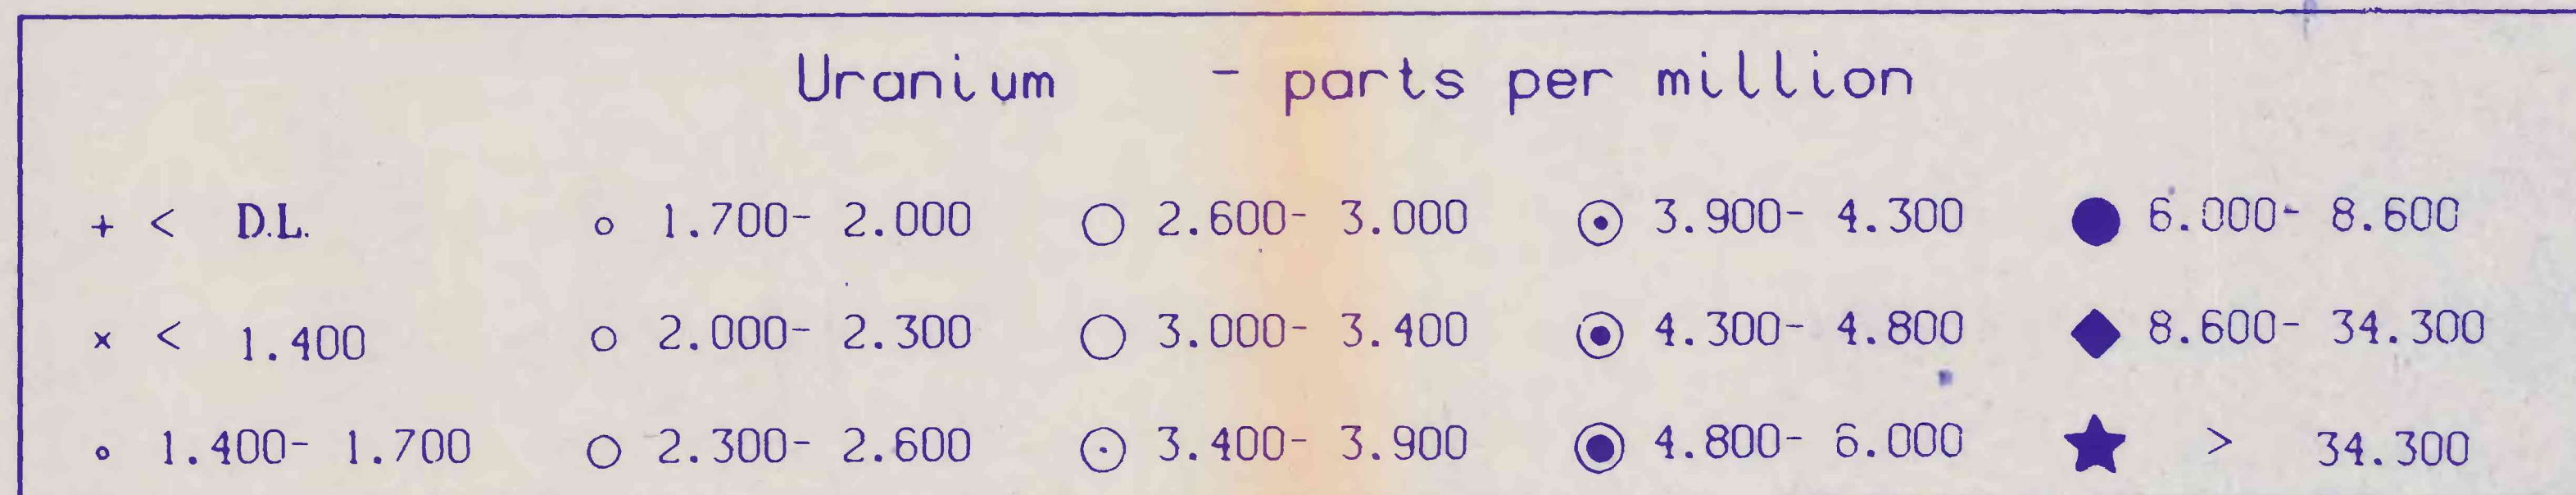 Uranium - parts per million
+ < D.L. o 1.700- 2.000 ○ 2.600- 3.000 ⊙ 3.900- 4.300 ● 6.000- 8.600
x < 1.400 o 2.000- 2.300 ○ 3.000- 3.400 ⊙ 4.300- 4.800 ◆ 8.600- 34.300
o 1.400- 1.700 ○ 2.300- 2.600 ⊙ 3.400- 3.900 ◉ 4.800- 6.000 ★ > 34.300